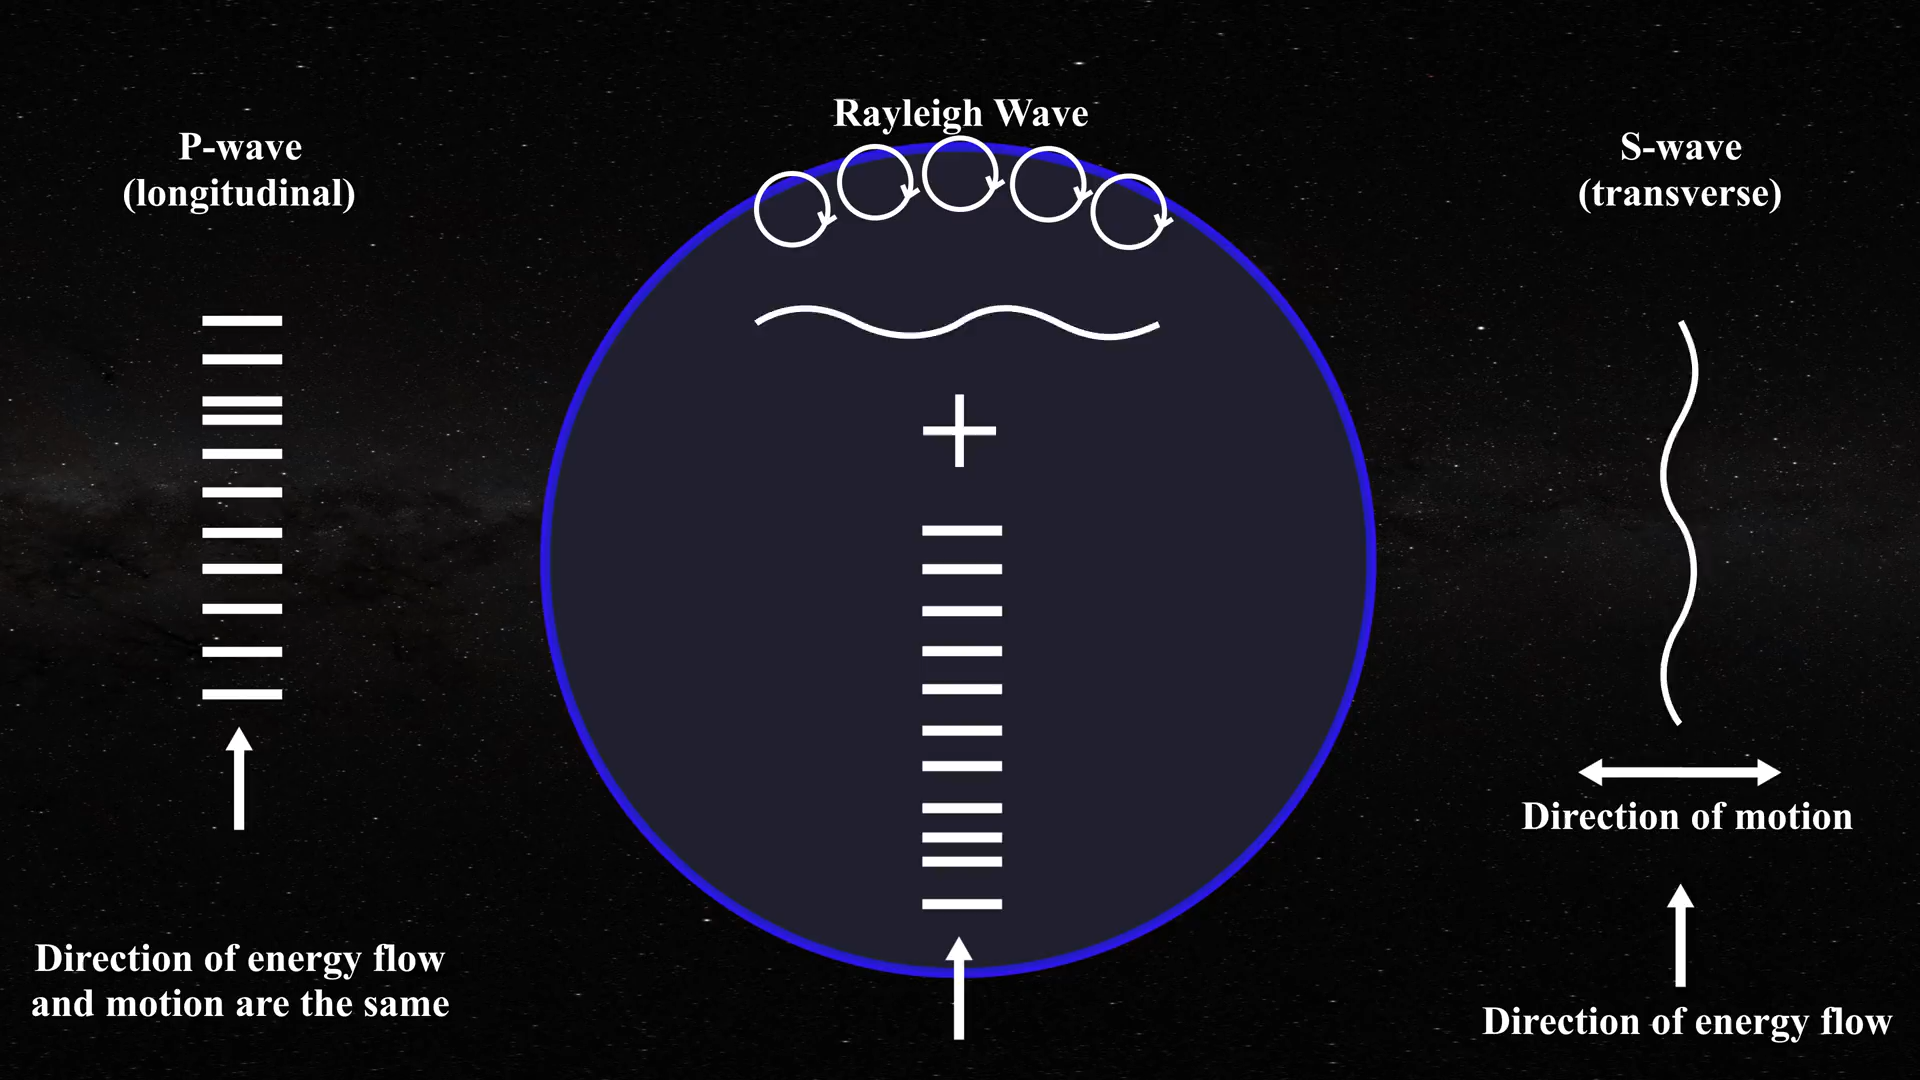 Rayleigh Wave
P-wave
(longitudinal)
S-wave
(transverse)
Direction of motion
Direction of energy flow
and motion are the same
Direction of energy flow